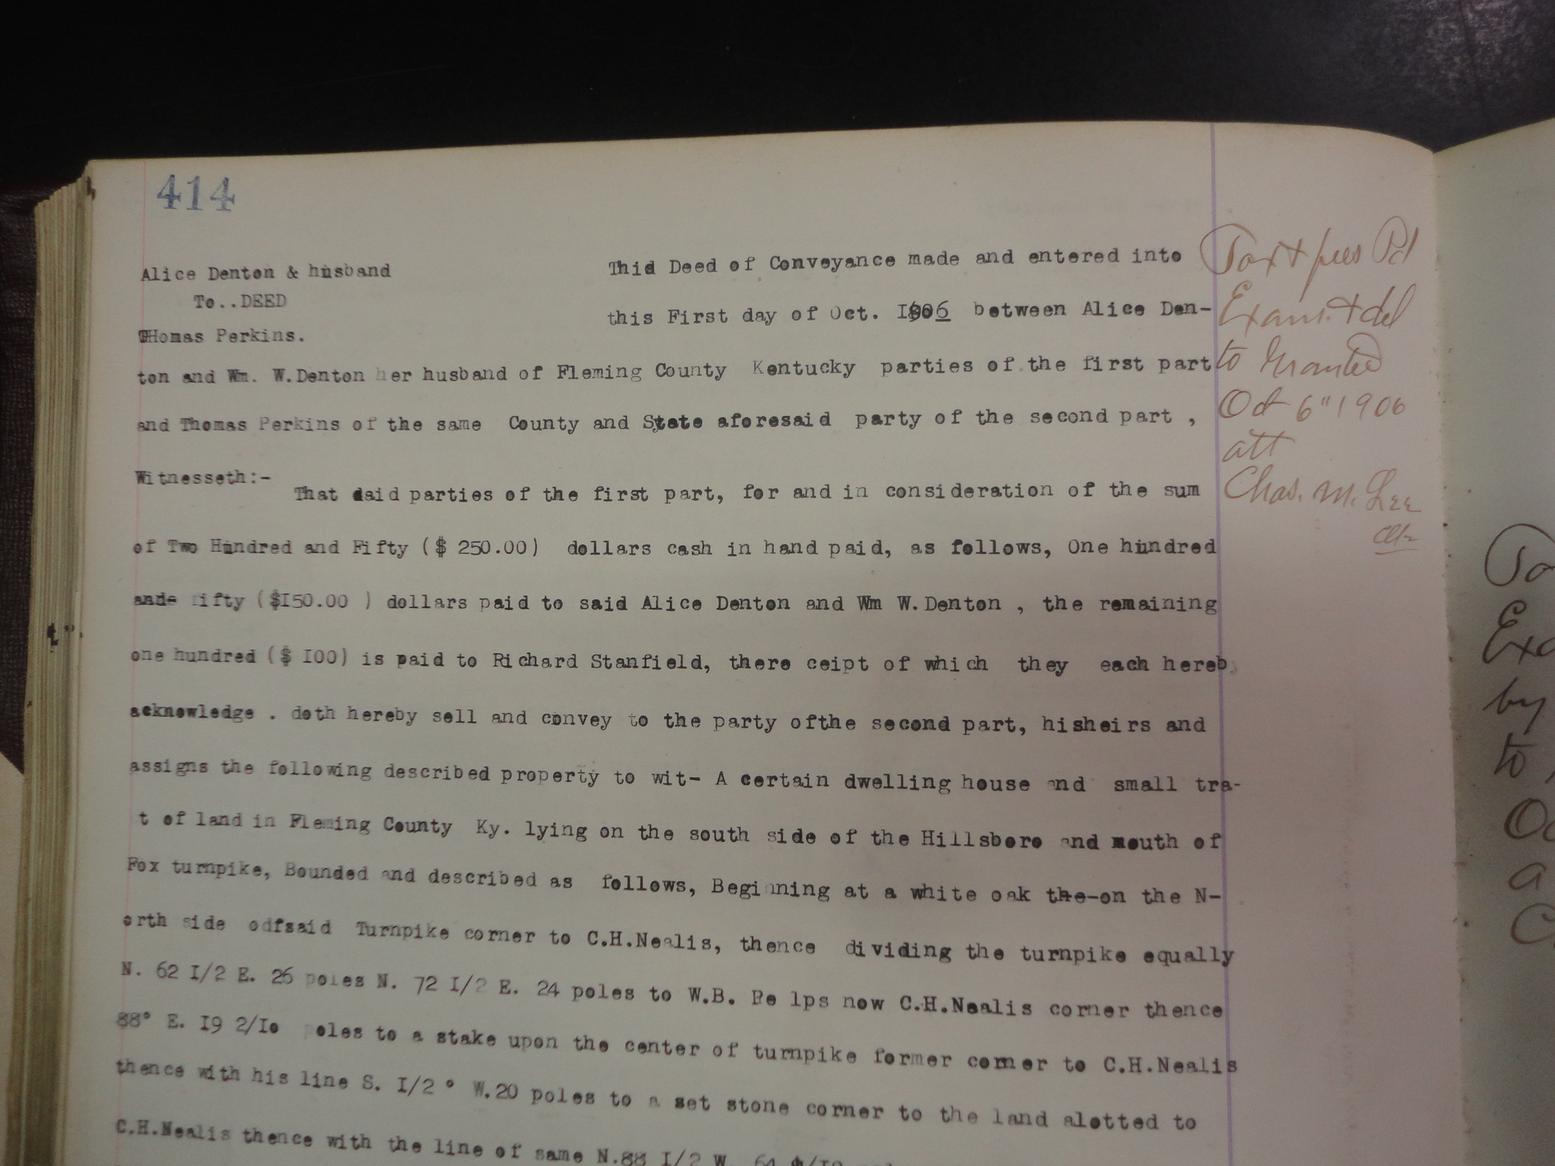 414
Alice Denton & husband
To..DEED
THomas Perkins.
Thid Deed of Conveyance made and entered into
this First day of Oct. I906 between Alice Den-
ton and Wm. W.Denton her husband of Fleming County Kentucky parties of the first part
and Thomas Perkins of the same County and State aforesaid party of the second part ,
Witnesseth:-
That daid parties of the first part, for and in consideration of the sum
of Two Hundred and Fifty ($ 250.00) dollars cash in hand paid, as follows, One hundred
ande fifty ($I50.00 ) dollars paid to said Alice Denton and Wm W.Denton , the remaining
one hundred ($ I00) is paid to Richard Stanfield, there ceipt of which they each hereb
acknowledge . doth hereby sell and convey to the party ofthe second part, hisheirs and
assigns the following described property to wit- A certain dwelling house and small tra-
t of land in Fleming County Ky. lying on the south side of the Hillsboro and mouth of
Fox turnpike, Bounded and described as follows, Beginning at a white oak the-on the N-
orth side odfsaid Turnpike corner to C.H.Nealis, thence dividing the turnpike equally
N. 62 I/2 E. 26 poles N. 72 I/2 E. 24 poles to W.B. Pe lps now C.H.Nealis corner thence
88° E. I9 2/Io poles to a stake upon the center of turnpike former corner to C.H.Nealis
thence with his line S. I/2 ° W.20 poles to a set stone corner to the land alotted to
C.H.Nealis thence with the line of same N.88 I/2 W. 64
Tax & fees Pd
Exam. & del
to Grantee
Oct 6" 1906
att
Chas. M. Lee
Clk
Exa
by
to
Oc
a
C